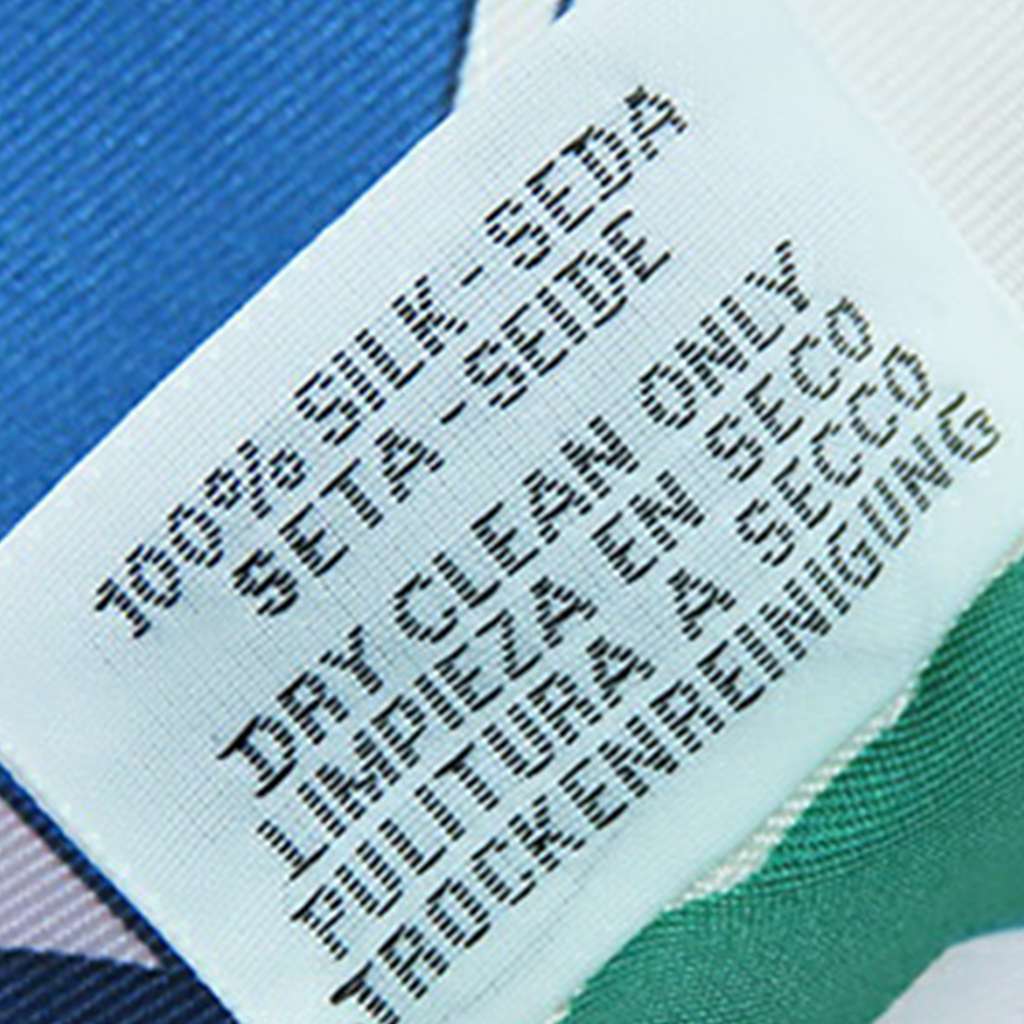 100% SILK-SEDA
SETA-SEIDE
DRY CLEAN ONLY
LIMPIEZA EN SECO
PULITURA A SECCO
TROCKENREINIGUNG